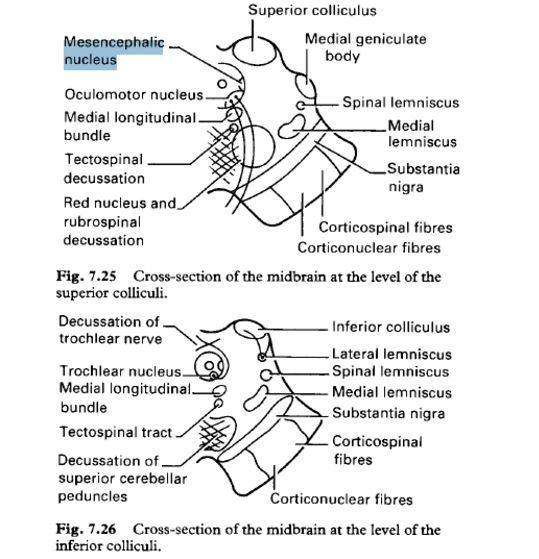 Superior colliculus
Mesencephalic
nucleus
Medial geniculate
body
Oculomotor nucleus
Medial longitudinal
bundle
Tectospinal
decussation
Red nucleus and
rubrospinal
decussation
Spinal lemniscus
Medial
lemniscus
Substantia
nigra
Corticospinal fibres
Corticonuclear fibres
Fig. 7.25 Cross-section of the midbrain at the level of the
superior colliculi.
Decussation of
trochlear nerve
Trochlear nucleus
Medial longitudinal
bundle
Tectospinal tract
Decussation of
superior cerebellar
peduncles
Inferior colliculus
Lateral lemniscus
Spinal lemniscus
Medial lemniscus
Substantia nigra
Corticospinal
fibres
Corticonuclear fibres
Fig. 7.26 Cross-section of the midbrain at the level of the
inferior colliculi.